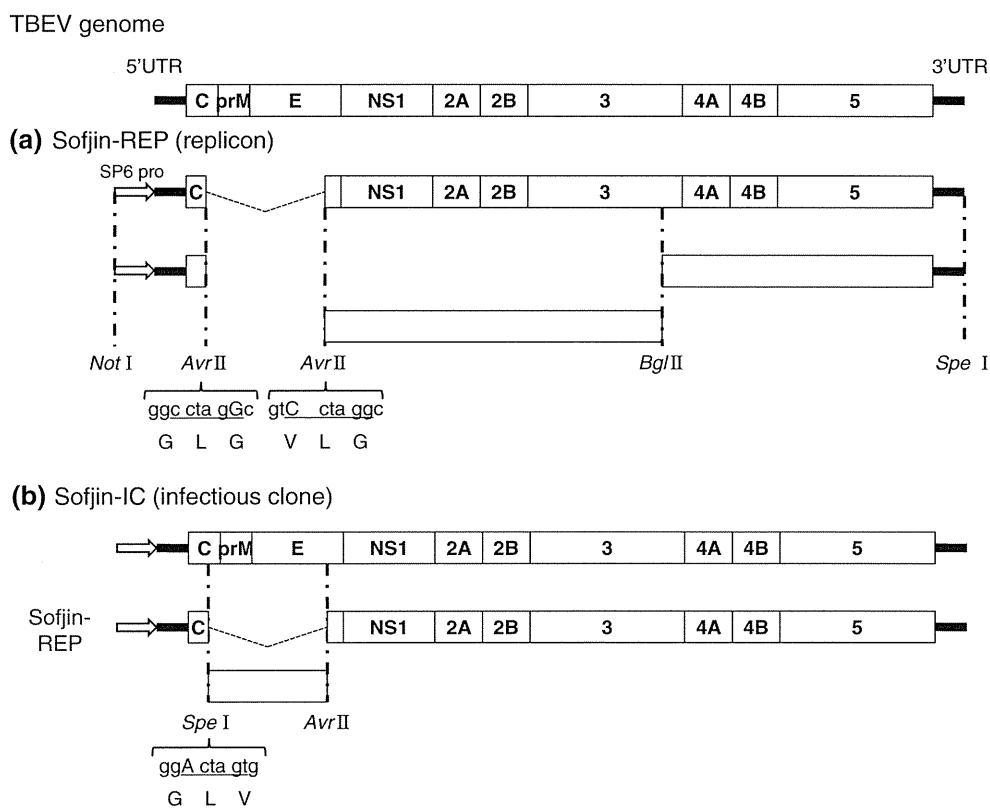 TBEV genome
5'UTR 3'UTR
C prM E NS1 2A 2B 3 4A 4B 5
(a) Sofjin-REP (replicon)
SP6 pro
C NS1 2A 2B 3 4A 4B 5
Not I AvrII AvrII BglII Spe I
ggc cta gGc gtC cta ggc
G L G V L G
(b) Sofjin-IC (infectious clone)
C prM E NS1 2A 2B 3 4A 4B 5
Sofjin-
REP
C NS1 2A 2B 3 4A 4B 5
Spe I AvrII
ggA cta gtg
G L V